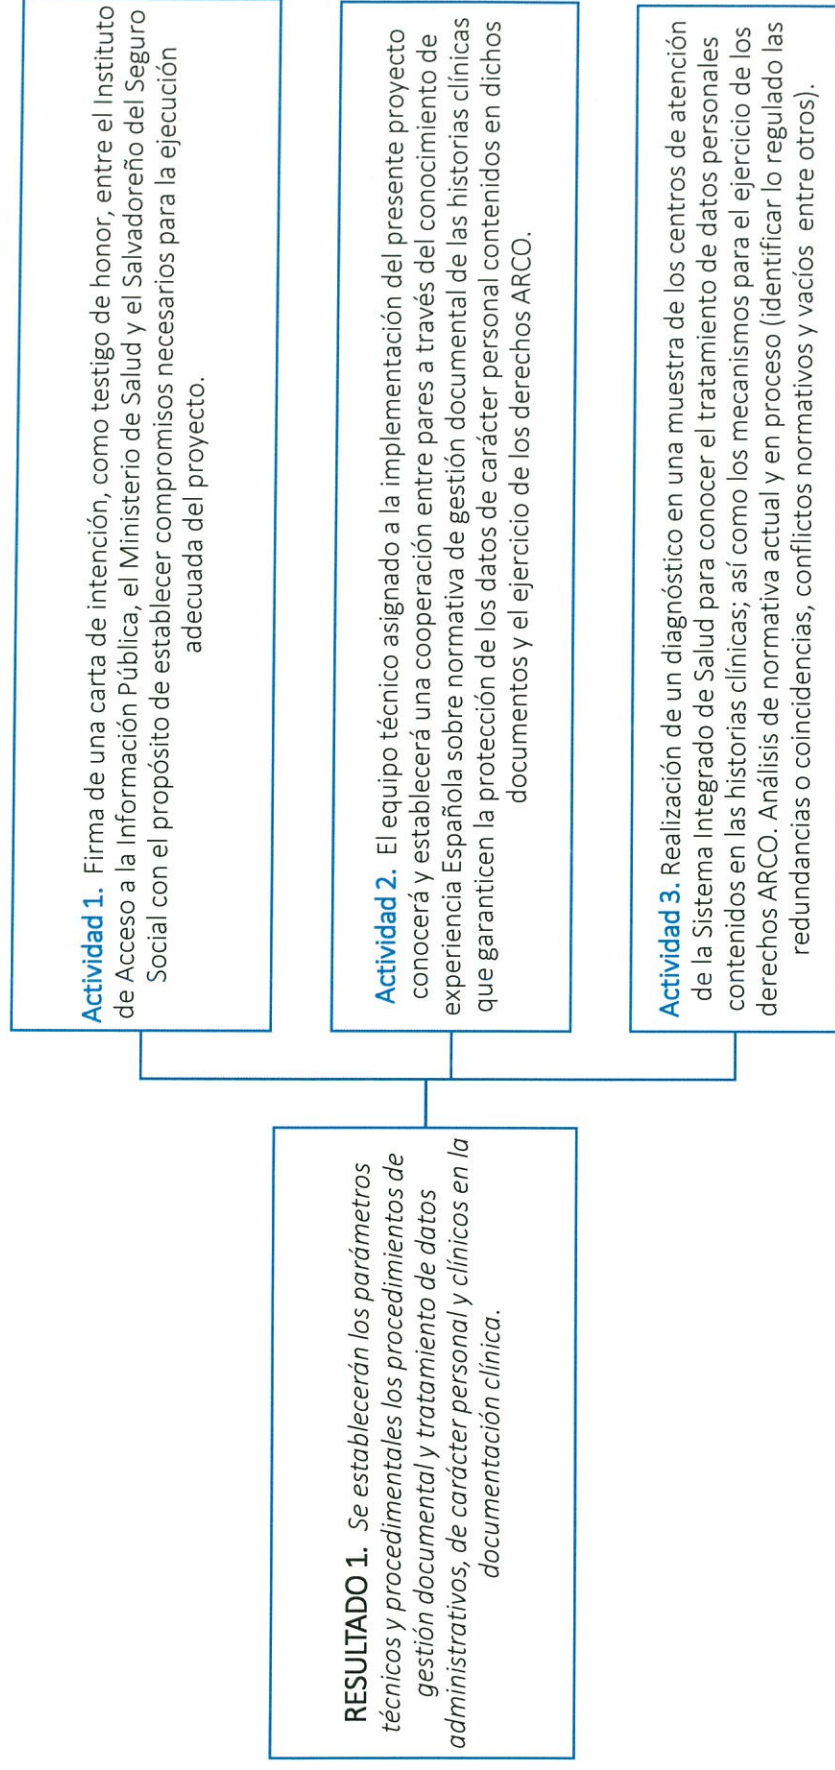 RESULTADO 1. Se establecerán los parámetros
técnicos y procedimentales los procedimientos de
gestión documental y tratamiento de datos
administrativos, de carácter personal y clínicos en la
documentación clínica.
Actividad 1. Firma de una carta de intención, como testigo de honor, entre el Instituto
de Acceso a la Información Pública, el Ministerio de Salud y el Salvadoreño del Seguro
Social con el propósito de establecer compromisos necesarios para la ejecución
adecuada del proyecto.
Actividad 2. El equipo técnico asignado a la implementación del presente proyecto
conocerá y establecerá una cooperación entre pares a través del conocimiento de
experiencia Española sobre normativa de gestión documental de las historias clínicas
que garanticen la protección de los datos de carácter personal contenidos en dichos
documentos y el ejercicio de los derechos ARCO.
Actividad 3. Realización de un diagnóstico en una muestra de los centros de atención
de la Sistema Integrado de Salud para conocer el tratamiento de datos personales
contenidos en las historias clínicas; así como los mecanismos para el ejercicio de los
derechos ARCO. Análisis de normativa actual y en proceso (identificar lo regulado las
redundancias o coincidencias, conflictos normativos y vacíos entre otros).